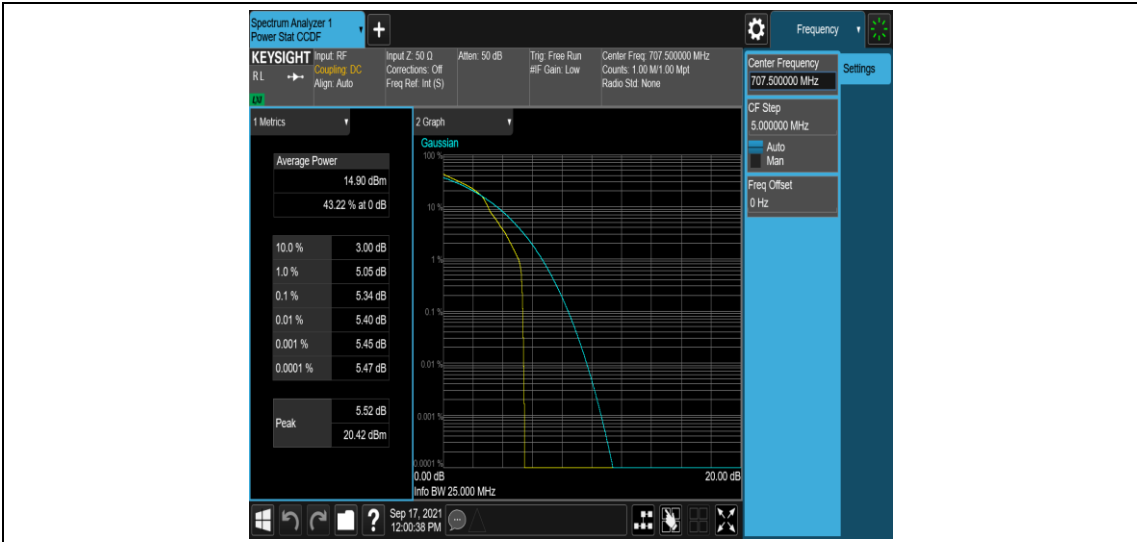 Spectrum Analyzer 1
Power Stat CCDF
+
Frequency
KEYSIGHT
R L
LXI
Input: RF
Coupling: DC
Align: Auto
Input Z: 50 Ω
Corrections: Off
Freq Ref: Int (S)
Atten: 50 dB
Trig: Free Run
#IF Gain: Low
Center Freq: 707.500000 MHz
Counts: 1.00 M/1.00 Mpt
Radio Std: None
Center Frequency
707.500000 MHz
Settings
CF Step
5.000000 MHz
Auto
Man
Freq Offset
0 Hz
1 Metrics
Average Power
14.90 dBm
43.22 % at 0 dB
10.0 % 3.00 dB
1.0 % 5.05 dB
0.1 % 5.34 dB
0.01 % 5.40 dB
0.001 % 5.45 dB
0.0001 % 5.47 dB
Peak
5.52 dB
20.42 dBm
2 Graph
Gaussian
100 %
10 %
1 %
0.1 %
0.01 %
0.001 %
0.0001 %
0.00 dB
20.00 dB
Info BW 25.000 MHz
?
Sep 17, 2021
12:00:38 PM